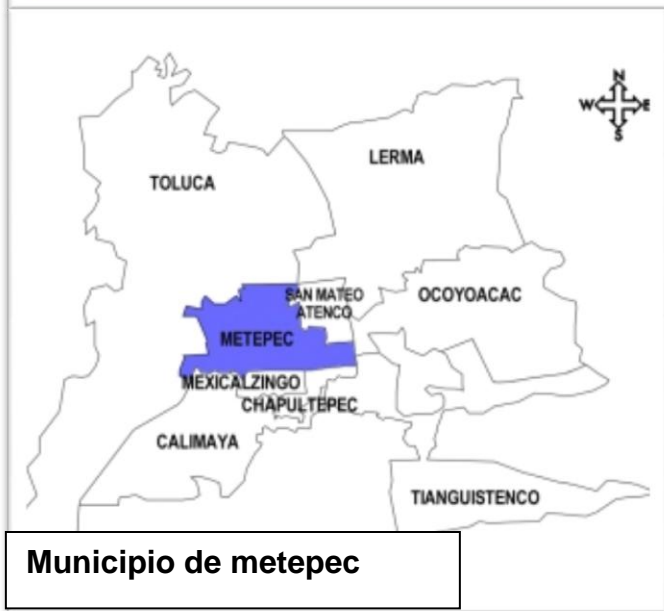 N
W E
S
LERMA
TOLUCA
SAN MATEO
ATENCO
OCOYOACAC
METEPEC
MEXICALZINGO
CHAPULTEPEC
CALIMAYA
TIANGUISTENCO
Municipio de metepec